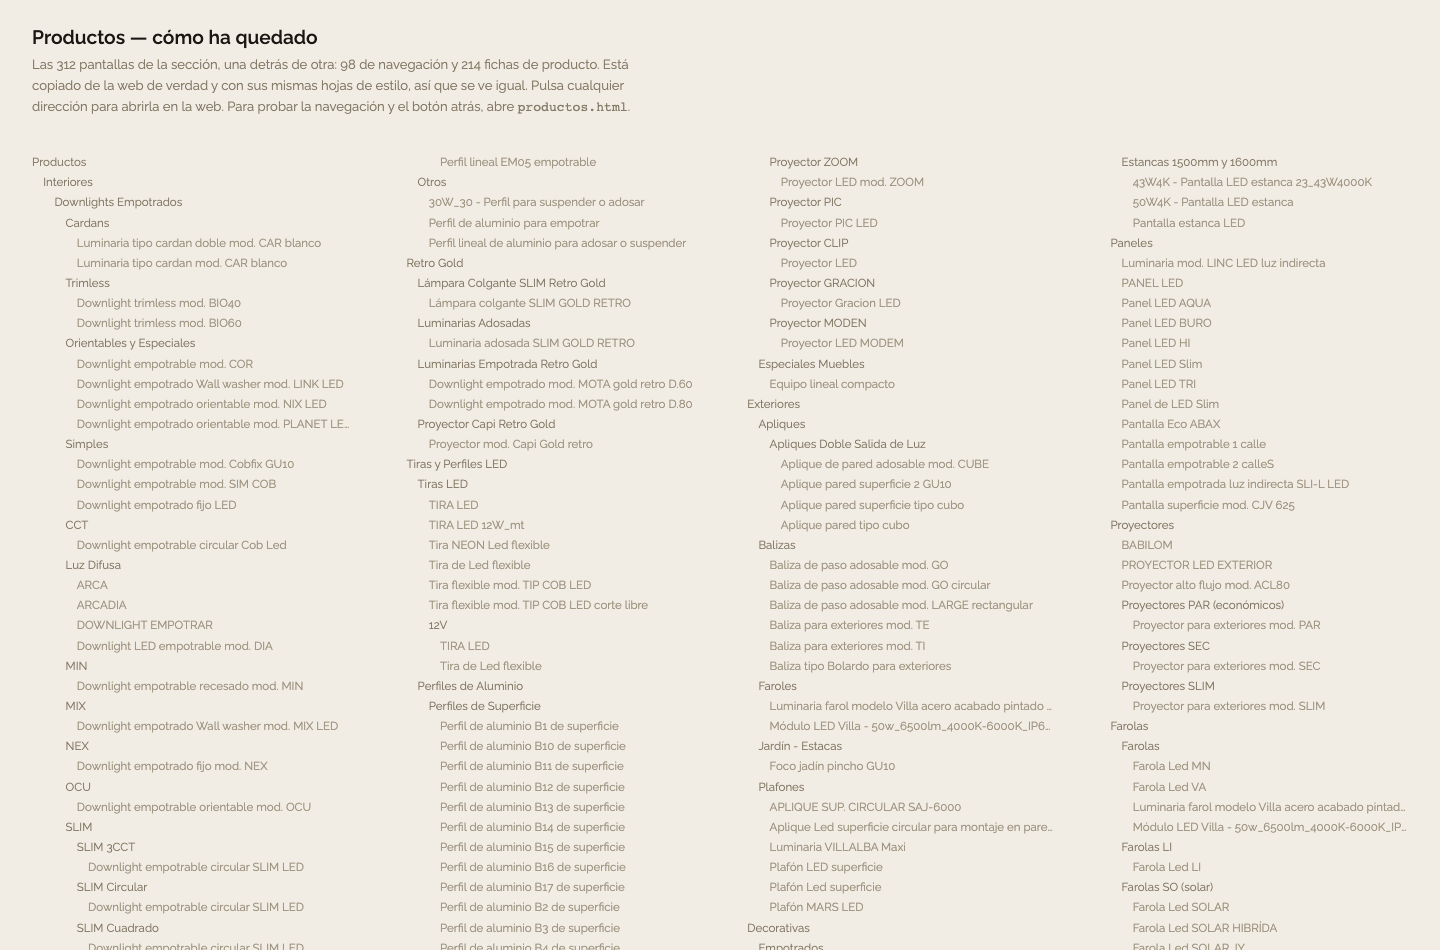 Productos — cómo ha quedado
Las 312 pantallas de la sección, una detrás de otra: 98 de navegación y 214 fichas de producto. Está
copiado de la web de verdad y con sus mismas hojas de estilo, así que se ve igual. Pulsa cualquier
dirección para abrirla en la web. Para probar la navegación y el botón atrás, abre productos.html.
Productos
Interiores
Downlights Empotrados
Cardans
Luminaria tipo cardan doble mod. CAR blanco
Luminaria tipo cardan mod. CAR blanco
Trimless
Downlight trimless mod. BIO40
Downlight trimless mod. BIO60
Orientables y Especiales
Downlight empotrable mod. COR
Downlight empotrado Wall washer mod. LINK LED
Downlight empotrado orientable mod. NIX LED
Downlight empotrado orientable mod. PLANET LE…
Simples
Downlight empotrable mod. Cobfix GU10
Downlight empotrable mod. SIM COB
Downlight empotrado fijo LED
CCT
Downlight empotrable circular Cob Led
Luz Difusa
ARCA
ARCADIA
DOWNLIGHT EMPOTRAR
Downlight LED empotrable mod. DIA
MIN
Downlight empotrable recesado mod. MIN
MIX
Downlight empotrado Wall washer mod. MIX LED
NEX
Downlight empotrado fijo mod. NEX
OCU
Downlight empotrable orientable mod. OCU
SLIM
SLIM 3CCT
Downlight empotrable circular SLIM LED
SLIM Circular
Downlight empotrable circular SLIM LED
SLIM Cuadrado
Downlight empotrable circular SLIM LED
Perfil lineal EM05 empotrable
Otros
30W_30 - Perfil para suspender o adosar
Perfil de aluminio para empotrar
Perfil lineal de aluminio para adosar o suspender
Retro Gold
Lámpara Colgante SLIM Retro Gold
Lámpara colgante SLIM GOLD RETRO
Luminarias Adosadas
Luminaria adosada SLIM GOLD RETRO
Luminarias Empotrada Retro Gold
Downlight empotrado mod. MOTA gold retro D.60
Downlight empotrado mod. MOTA gold retro D.80
Proyector Capi Retro Gold
Proyector mod. Capi Gold retro
Tiras y Perfiles LED
Tiras LED
TIRA LED
TIRA LED 12W_mt
Tira NEON Led flexible
Tira de Led flexible
Tira flexible mod. TIP COB LED
Tira flexible mod. TIP COB LED corte libre
12V
TIRA LED
Tira de Led flexible
Perfiles de Aluminio
Perfiles de Superficie
Perfil de aluminio B1 de superficie
Perfil de aluminio B10 de superficie
Perfil de aluminio B11 de superficie
Perfil de aluminio B12 de superficie
Perfil de aluminio B13 de superficie
Perfil de aluminio B14 de superficie
Perfil de aluminio B15 de superficie
Perfil de aluminio B16 de superficie
Perfil de aluminio B17 de superficie
Perfil de aluminio B2 de superficie
Perfil de aluminio B3 de superficie
Perfil de aluminio B4 de superficie
Proyector ZOOM
Proyector LED mod. ZOOM
Proyector PIC
Proyector PIC LED
Proyector CLIP
Proyector LED
Proyector GRACION
Proyector Gracion LED
Proyector MODEN
Proyector LED MODEM
Especiales Muebles
Equipo lineal compacto
Exteriores
Apliques
Apliques Doble Salida de Luz
Aplique de pared adosable mod. CUBE
Aplique pared superficie 2 GU10
Aplique pared superficie tipo cubo
Aplique pared tipo cubo
Balizas
Baliza de paso adosable mod. GO
Baliza de paso adosable mod. GO circular
Baliza de paso adosable mod. LARGE rectangular
Baliza para exteriores mod. TE
Baliza para exteriores mod. TI
Baliza tipo Bolardo para exteriores
Faroles
Luminaria farol modelo Villa acero acabado pintado …
Módulo LED Villa - 50w_6500lm_4000K-6000K_IP6…
Jardín - Estacas
Foco jadin pincho GU10
Plafones
APLIQUE SUP. CIRCULAR SAJ-6000
Aplique Led superficie circular para montaje en pare…
Luminaria VILLALBA Maxi
Plafón LED superficie
Plafón Led superficie
Plafón MARS LED
Decorativas
Empotrados
Estancas 1500mm y 1600mm
43W4K - Pantalla LED estanca 23_43W4000K
50W4K - Pantalla LED estanca
Pantalla estanca LED
Paneles
Luminaria mod. LINC LED luz indirecta
PANEL LED
Panel LED AQUA
Panel LED BURO
Panel LED HI
Panel LED Slim
Panel LED TRI
Panel de LED Slim
Pantalla Eco ABAX
Pantalla empotrable 1 calle
Pantalla empotrable 2 calleS
Pantalla empotrada luz indirecta SLI-L LED
Pantalla superficie mod. CJV 625
Proyectores
BABILOM
PROYECTOR LED EXTERIOR
Proyector alto flujo mod. ACL80
Proyectores PAR (económicos)
Proyector para exteriores mod. PAR
Proyectores SEC
Proyector para exteriores mod. SEC
Proyectores SLIM
Proyector para exteriores mod. SLIM
Farolas
Farolas
Farola Led MN
Farola Led VA
Luminaria farol modelo Villa acero acabado pintad…
Módulo LED Villa - 50w_6500lm_4000K-6000K_IP…
Farolas LI
Farola Led LI
Farolas SO (solar)
Farola Led SOLAR
Farola Led SOLAR HIBRÍDA
Farola Led SOLAR JY